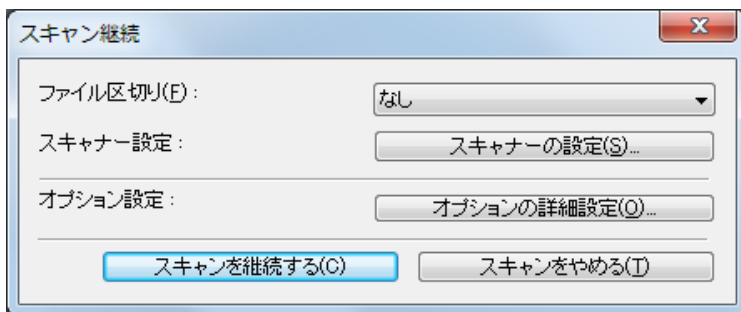 スキャン継続
ファイル区切り(F) :
なし
スキャナー設定 :
スキャナーの設定(S)...
オプション設定 :
オプションの詳細設定(O)...
スキャンを継続する(C)
スキャンをやめる(T)